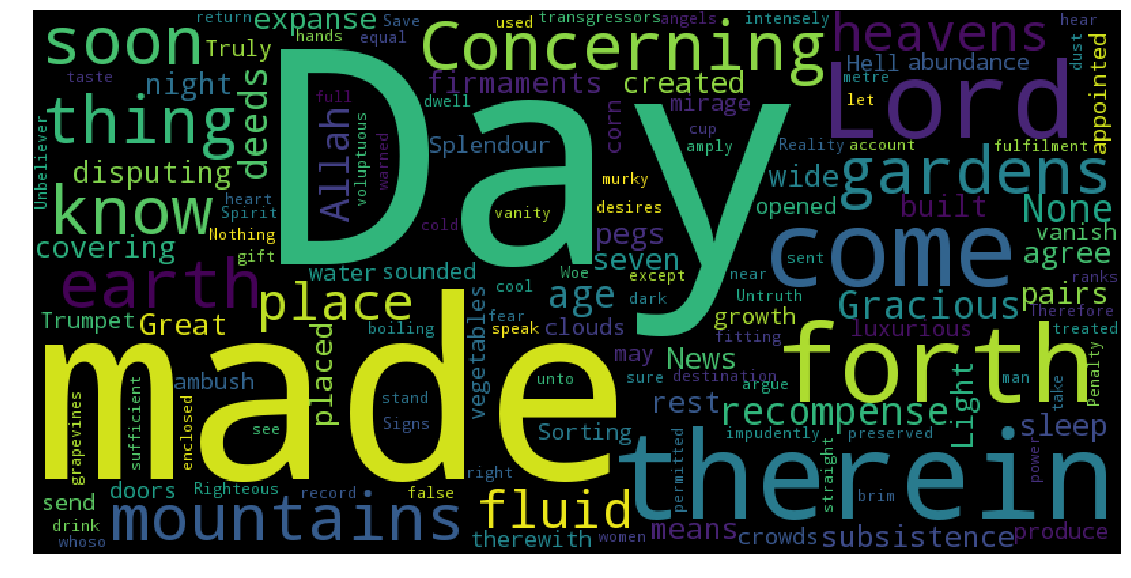 return
Save
used
transgressors
angels
intensely
hear
soon
expanse
hands
equal
Concerning
heavens
dust
Truly
taste
night
deeds
firmaments
created
Hell
abundance
metre
let
appointed
thing
Day
Lord
full
dwell
mirage
corn
cup
amply
Reality
account
fulfilment
Unbeliever
Allah
voluptuous
warned
Splendour
disputing
heart
Spirit
murky
wide
gardens
know
vanity
desires
opened
built
None
cold
Nothing
pegs
come
sent
vanish
covering
gift
seven
agree
earth
water
sounded
Woe
except
near
ranks
place
cool
age
dark
Untruth
Gracious
pairs
Therefore
Trumpet
Great
placed
boiling
fear
speak
clouds
growth
fitting
luxurious
treated
made
vegetables
may
News
forth
ambush
unto
sure
destination
argue
man
take
Penalty
grapevines
sufficient
enclosed
stand
rest
recompense
Light
see
Signs
Sorting
impudently
preserved
sleep
therein
send
doors
Righteous
record
right
false
permitted
straight
brim
power
drink
whoso
mountains
fluid
therewith
women
means
crowds
subsistence
produce